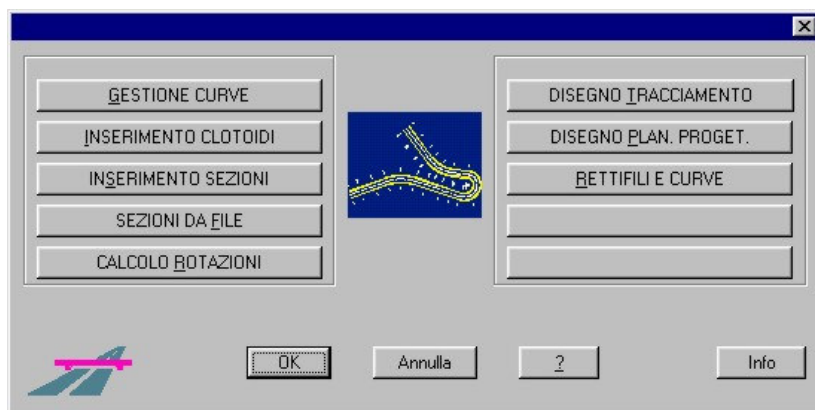 GESTIONE CURVE
INSERIMENTO CLOTOIDI
INSERIMENTO SEZIONI
SEZIONI DA FILE
CALCOLO ROTAZIONI
DISEGNO TRACCIAMENTO
DISEGNO PLAN. PROGET.
RETTIFILI E CURVE
OK
Annulla
?
Info